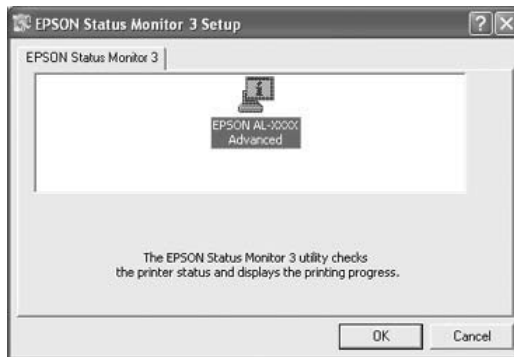 EPSON Status Monitor 3 Setup
EPSON Status Monitor 3
EPSON AL-XXXX
Advanced
The EPSON Status Monitor 3 utility checks
the printer status and displays the printing progress.
OK
Cancel